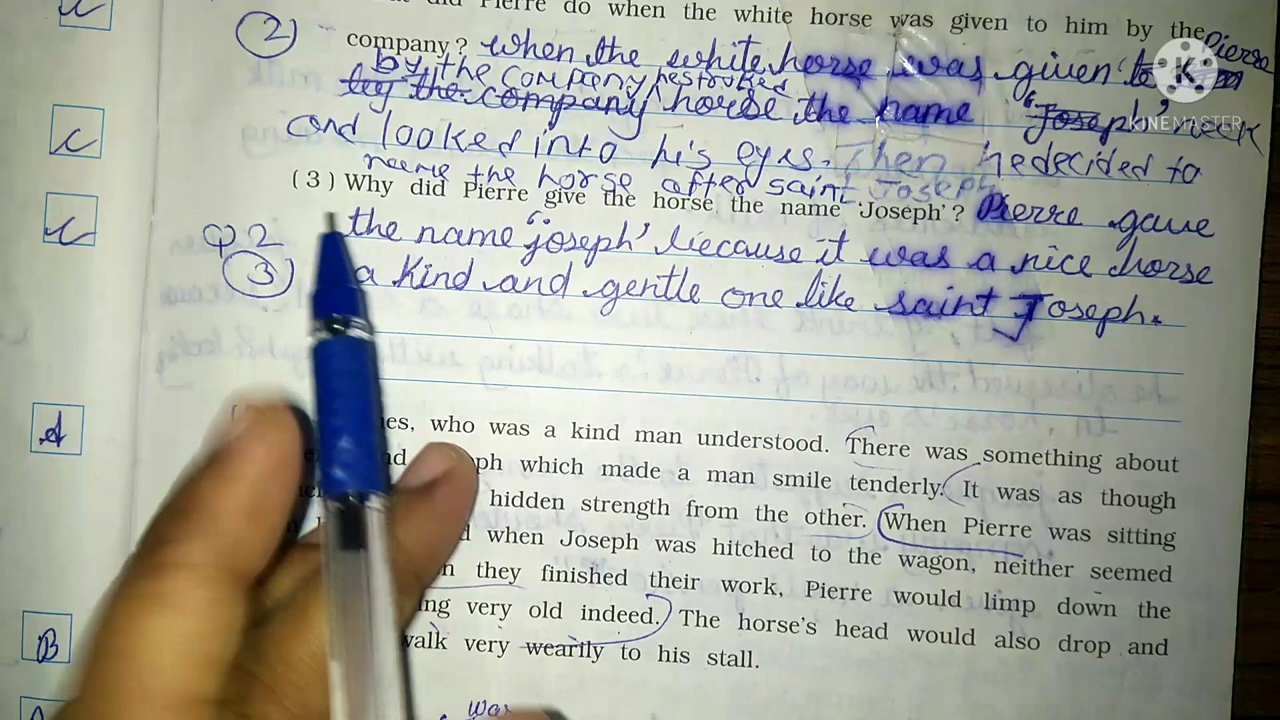 Pierre do when the white horse was given to him by the
(2) company? when the white horse was given to Pierre
by the company, he stroked
by the company horse the name "Joseph' neck
and looked into his eyes. Then he decided to
name the horse after saint Joseph
(3) Why did Pierre give the horse the name 'Joseph'? Pierre gave
Q 2 the name "joseph' because it was a nice horse
(3) a kind and gentle one like saint Joseph.
es, who was a kind man understood. There was something about
ph which made a man smile tenderly. It was as though
hidden strength from the other. When Pierre was sitting
when Joseph was hitched to the wagon, neither seemed
n they finished their work, Pierre would limp down the
ing very old indeed. The horse's head would also drop and
walk very wearily to his stall.
was
A
B
K
KINEMASTER